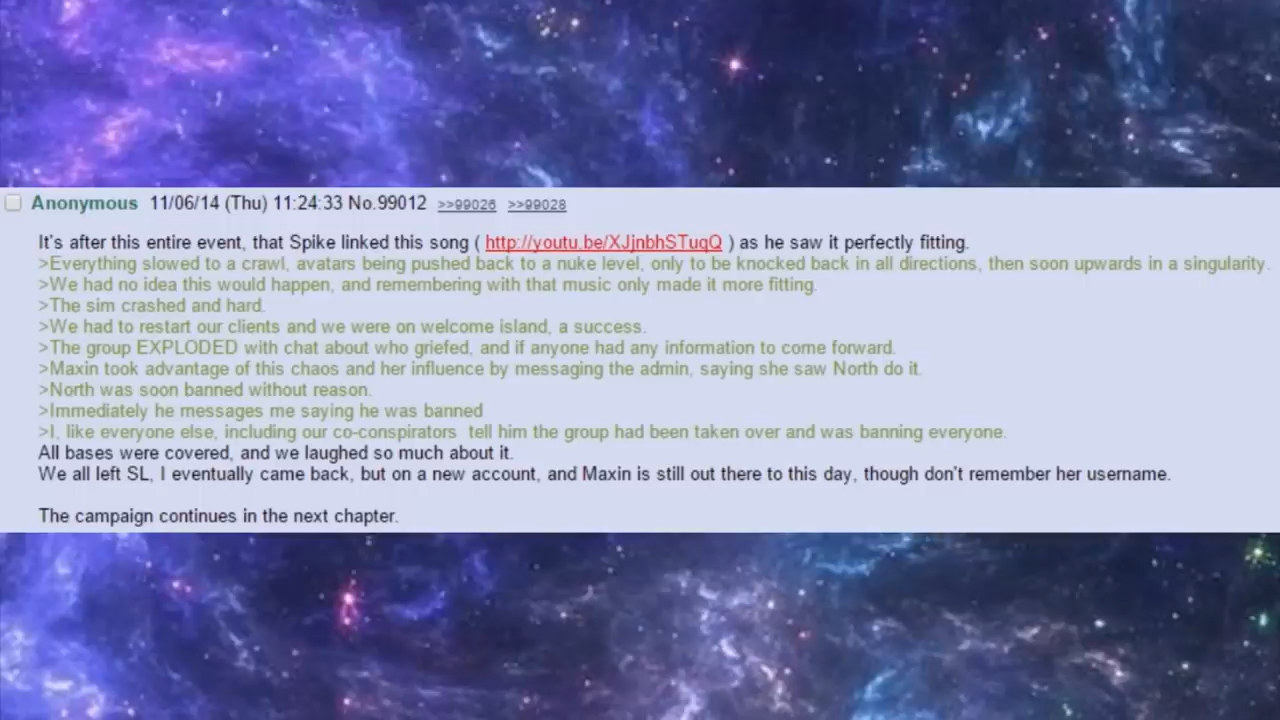 Anonymous 11/06/14 (Thu) 11:24:33 No.99012 >>99026 >>99028
It's after this entire event, that Spike linked this song ( http://youtu.be/XJjnbhSTuqQ ) as he saw it perfectly fitting.
>Everything slowed to a crawl, avatars being pushed back to a nuke level, only to be knocked back in all directions, then soon upwards in a singularity.
>We had no idea this would happen, and remembering with that music only made it more fitting.
>The sim crashed and hard.
>We had to restart our clients and we were on welcome island, a success.
>The group EXPLODED with chat about who griefed, and if anyone had any information to come forward.
>Maxin took advantage of this chaos and her influence by messaging the admin, saying she saw North do it.
>North was soon banned without reason.
>Immediately he messages me saying he was banned
>I, like everyone else, including our co-conspirators  tell him the group had been taken over and was banning everyone.
All bases were covered, and we laughed so much about it.
We all left SL, I eventually came back, but on a new account, and Maxin is still out there to this day, though don't remember her username.
The campaign continues in the next chapter.